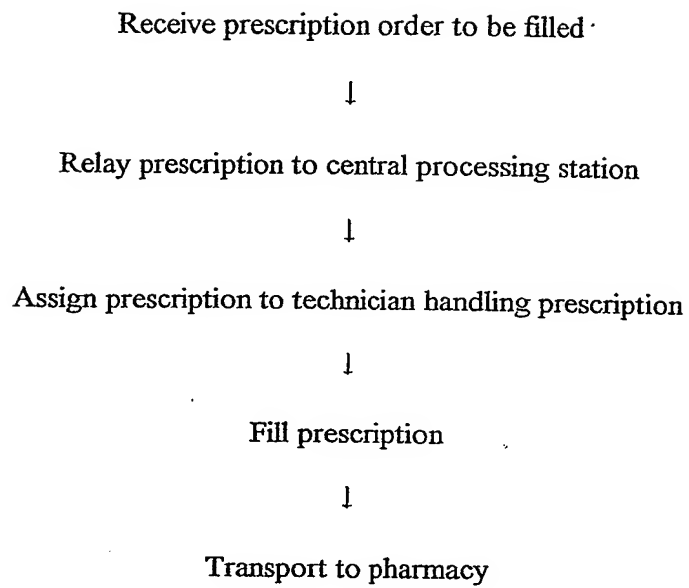 Receive prescription order to be filled
↓
Relay prescription to central processing station
↓
Assign prescription to technician handling prescription
↓
Fill prescription
↓
Transport to pharmacy